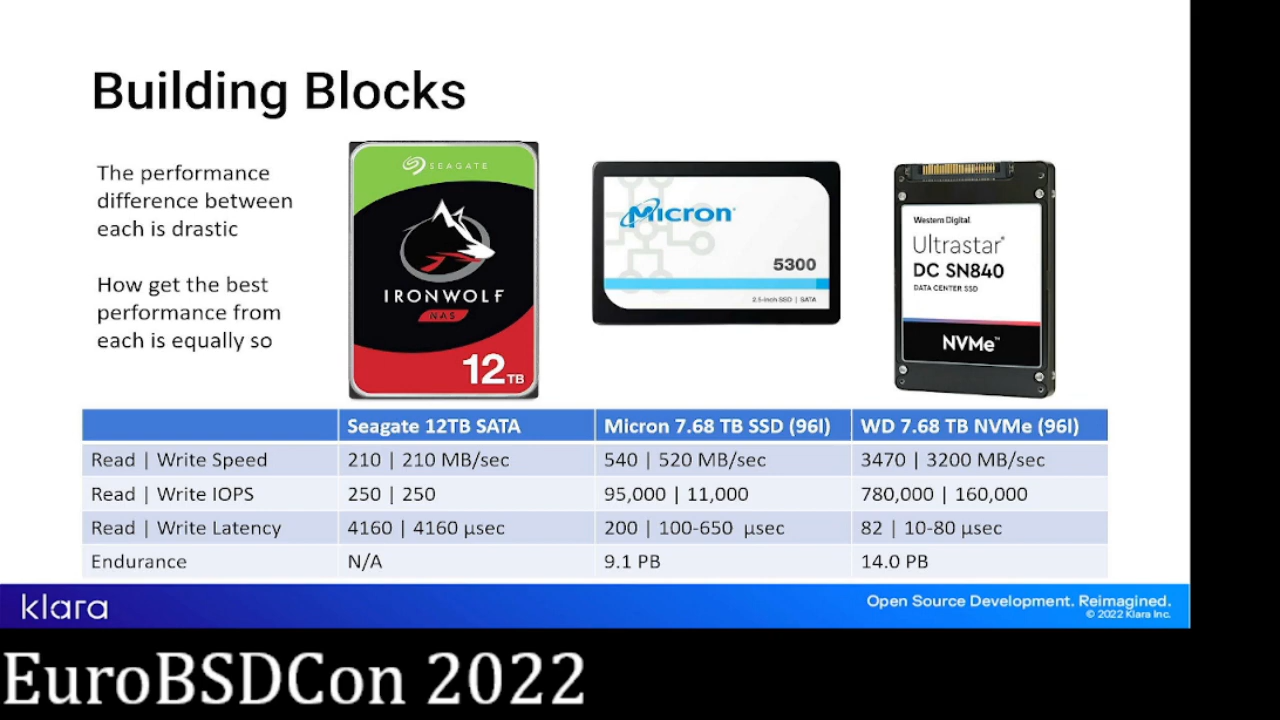 Building Blocks
The performance
difference between
each is drastic
How get the best
performance from
each is equally so
SEAGATE
IRONWOLF
NAS
12TB
Micron
5300
2.5-inch SSD | SATA
Western Digital
Ultrastar
DC SN840
DATA CENTER SSD
NVMe™
Seagate 12TB SATA Micron 7.68 TB SSD (96l) WD 7.68 TB NVMe (96l)
Read | Write Speed 210 | 210 MB/sec 540 | 520 MB/sec 3470 | 3200 MB/sec
Read | Write IOPS 250 | 250 95,000 | 11,000 780,000 | 160,000
Read | Write Latency 4160 | 4160 µsec 200 | 100-650 µsec 82 | 10-80 µsec
Endurance N/A 9.1 PB 14.0 PB
klara
Open Source Development. Reimagined.
© 2022 Klara Inc.
EuroBSDCon 2022